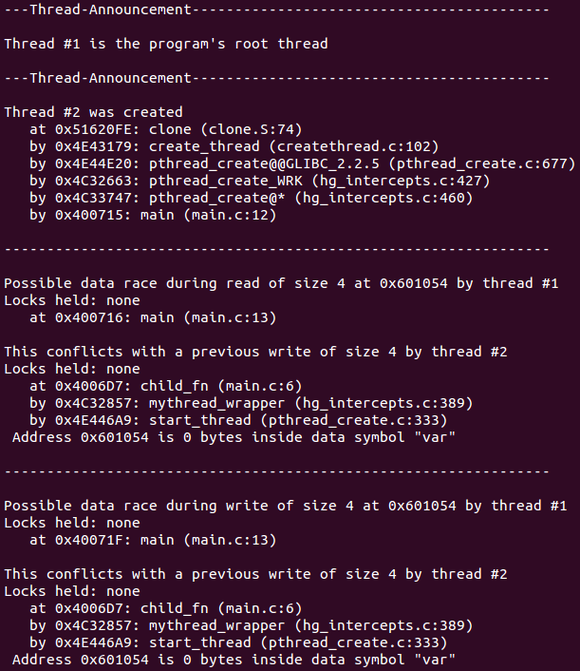 ---Thread-Announcement------------------------------------------
Thread #1 is the program's root thread
---Thread-Announcement------------------------------------------
Thread #2 was created
   at 0x51620FE: clone (clone.S:74)
   by 0x4E43179: create_thread (createthread.c:102)
   by 0x4E44E20: pthread_create@@GLIBC_2.2.5 (pthread_create.c:677)
   by 0x4C32663: pthread_create_WRK (hg_intercepts.c:427)
   by 0x4C33747: pthread_create@* (hg_intercepts.c:460)
   by 0x400715: main (main.c:12)
----------------------------------------------------------------
Possible data race during read of size 4 at 0x601054 by thread #1
Locks held: none
   at 0x400716: main (main.c:13)
This conflicts with a previous write of size 4 by thread #2
Locks held: none
   at 0x4006D7: child_fn (main.c:6)
   by 0x4C32857: mythread_wrapper (hg_intercepts.c:389)
   by 0x4E446A9: start_thread (pthread_create.c:333)
 Address 0x601054 is 0 bytes inside data symbol "var"
----------------------------------------------------------------
Possible data race during write of size 4 at 0x601054 by thread #1
Locks held: none
   at 0x40071F: main (main.c:13)
This conflicts with a previous write of size 4 by thread #2
Locks held: none
   at 0x4006D7: child_fn (main.c:6)
   by 0x4C32857: mythread_wrapper (hg_intercepts.c:389)
   by 0x4E446A9: start_thread (pthread_create.c:333)
 Address 0x601054 is 0 bytes inside data symbol "var"